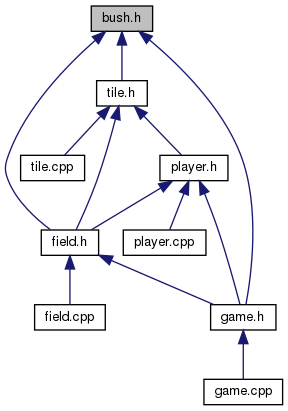 bush.h
tile.h
tile.cpp
player.h
field.h
player.cpp
field.cpp
game.h
game.cpp